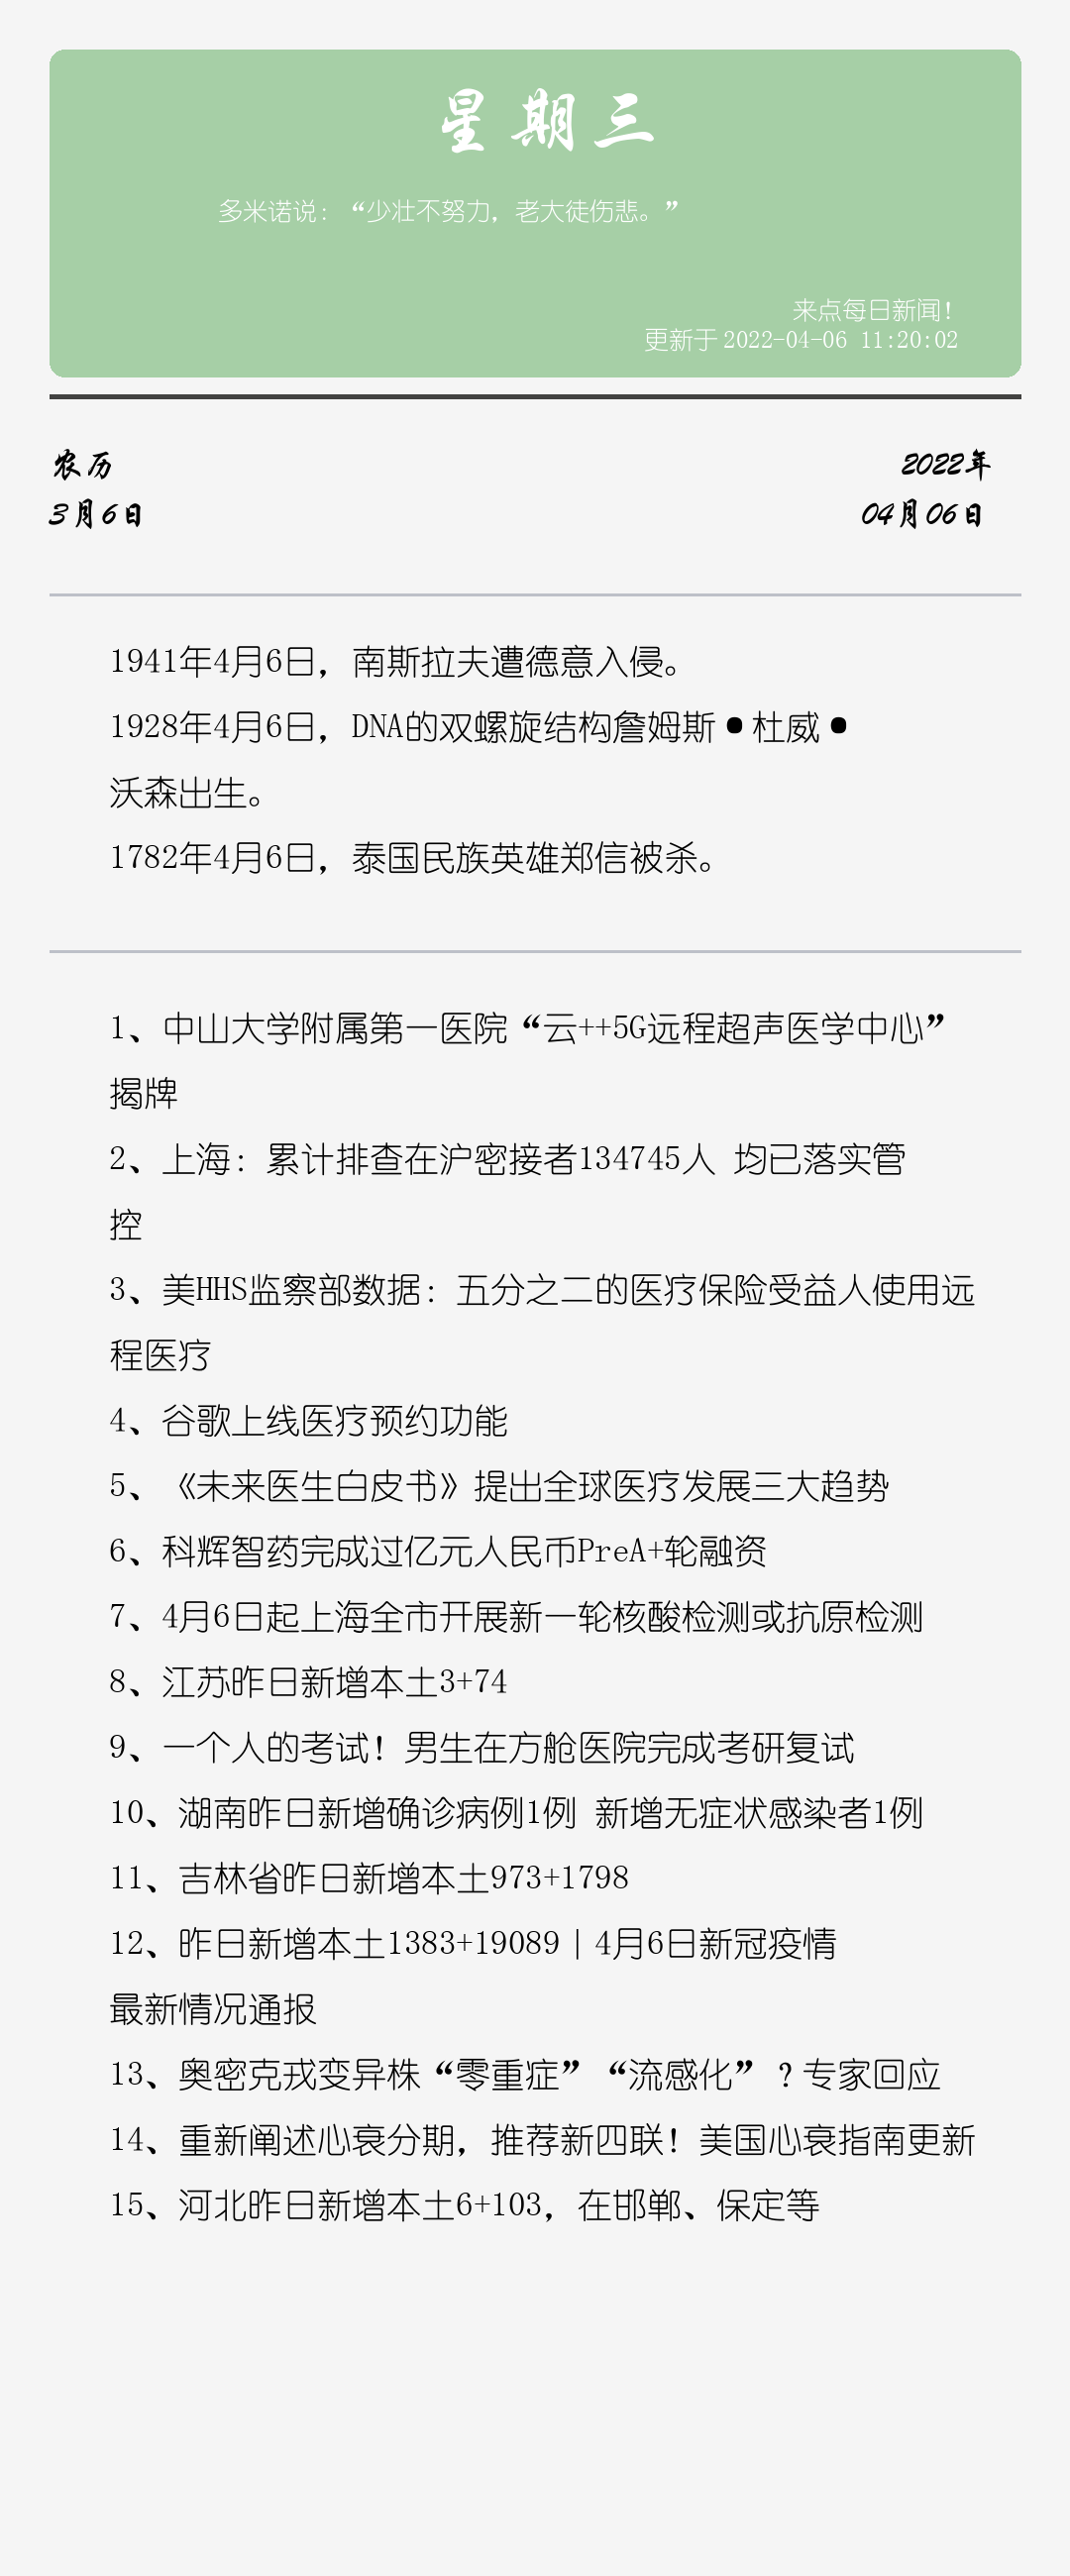 星期三
多米诺说：“少壮不努力，老大徒伤悲。”
来点每日新闻！
更新于 2022-04-06 11:20:02
农历
2022年
3月6日
04月06日
1941年4月6日，南斯拉夫遭德意入侵。
1928年4月6日，DNA的双螺旋结构詹姆斯•杜威•
沃森出生。
1782年4月6日，泰国民族英雄郑信被杀。
1、中山大学附属第一医院“云++5G远程超声医学中心”
揭牌
2、上海：累计排查在沪密接者134745人 均已落实管
控
3、美HHS监察部数据：五分之二的医疗保险受益人使用远
程医疗
4、谷歌上线医疗预约功能
5、《未来医生白皮书》提出全球医疗发展三大趋势
6、科辉智药完成过亿元人民币PreA+轮融资
7、4月6日起上海全市开展新一轮核酸检测或抗原检测
8、江苏昨日新增本土3+74
9、一个人的考试！男生在方舱医院完成考研复试
10、湖南昨日新增确诊病例1例 新增无症状感染者1例
11、吉林省昨日新增本土973+1798
12、昨日新增本土1383+19089｜4月6日新冠疫情
最新情况通报
13、奥密克戎变异株“零重症”“流感化”？专家回应
14、重新阐述心衰分期，推荐新四联！美国心衰指南更新
15、河北昨日新增本土6+103，在邯郸、保定等